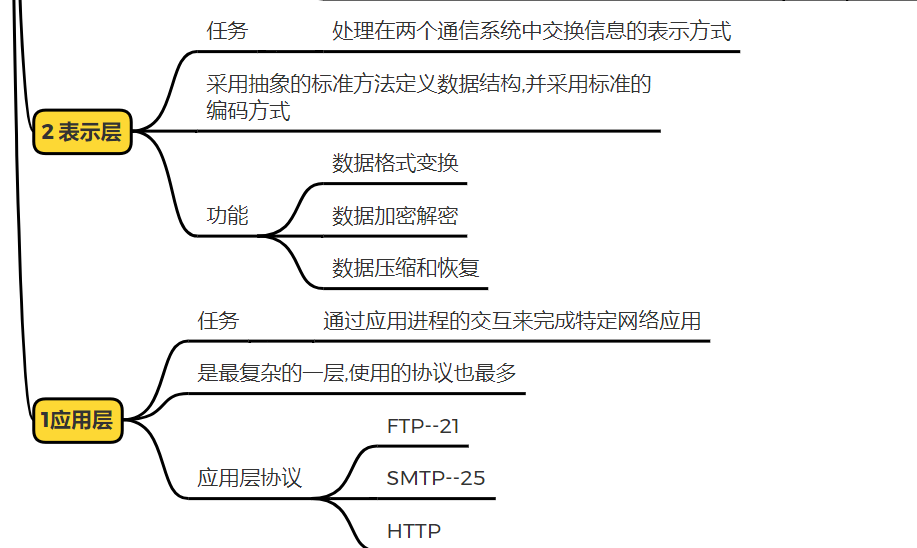 任务
处理在两个通信系统中交换信息的表示方式
采用抽象的标准方法定义数据结构,并采用标准的
编码方式
2 表示层
功能
数据格式变换
数据加密解密
数据压缩和恢复
任务
通过应用进程的交互来完成特定网络应用
是最复杂的一层,使用的协议也最多
1应用层
应用层协议
FTP--21
SMTP--25
HTTP